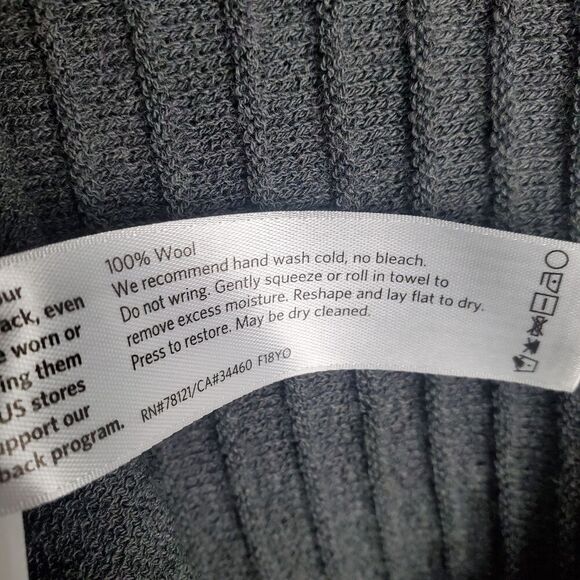 100% Wool
We recommend hand wash cold, no bleach.
Do not wring. Gently squeeze or roll in towel to
remove excess moisture. Reshape and lay flat to dry.
Press to restore. May be dry cleaned.
RN#78121/CA#34460 F18YO
ur
ack, even
worn or
ing them
US stores
pport our
back program.